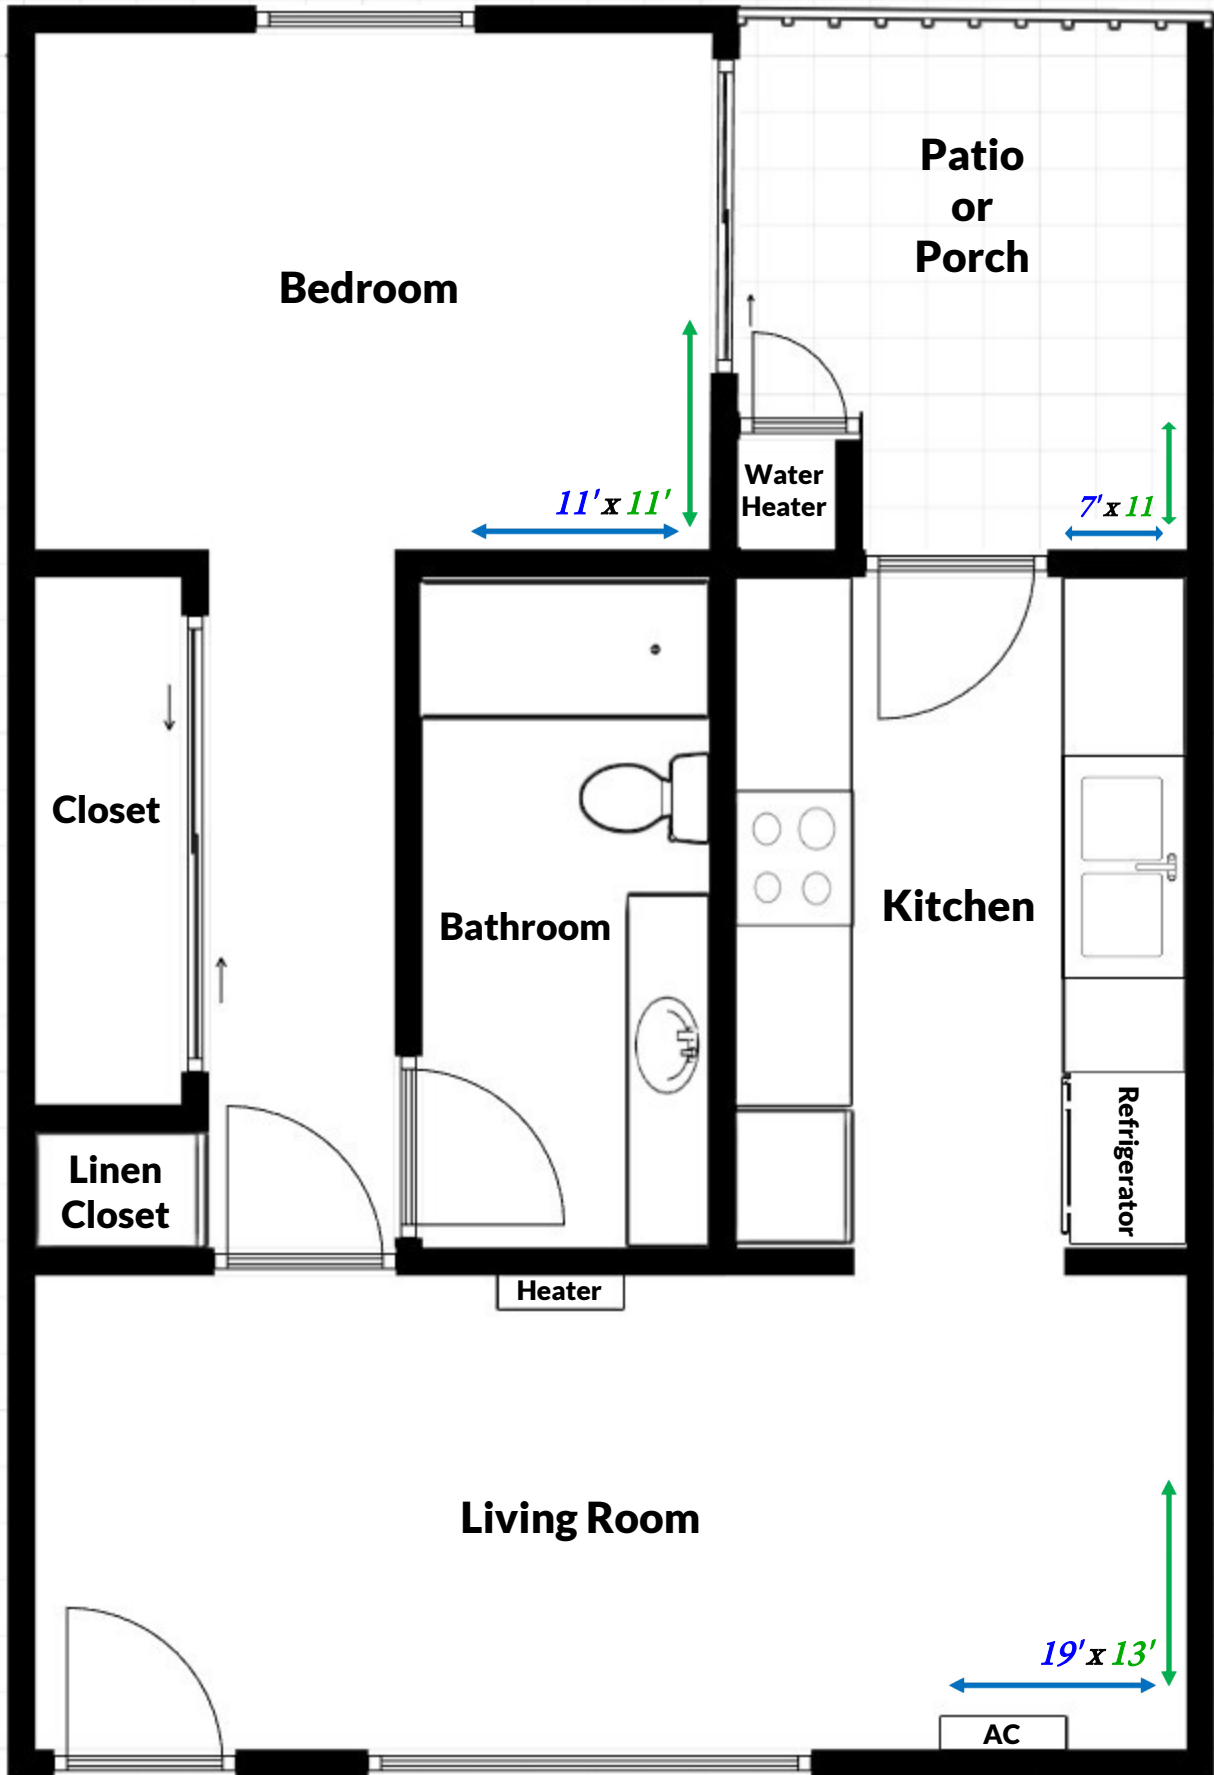 Patio
or
Porch
Bedroom
Water
Heater
11' x 11'
7' x 11
Closet
Bathroom
Kitchen
Refrigerator
Linen
Closet
Heater
Living Room
19' x 13'
AC